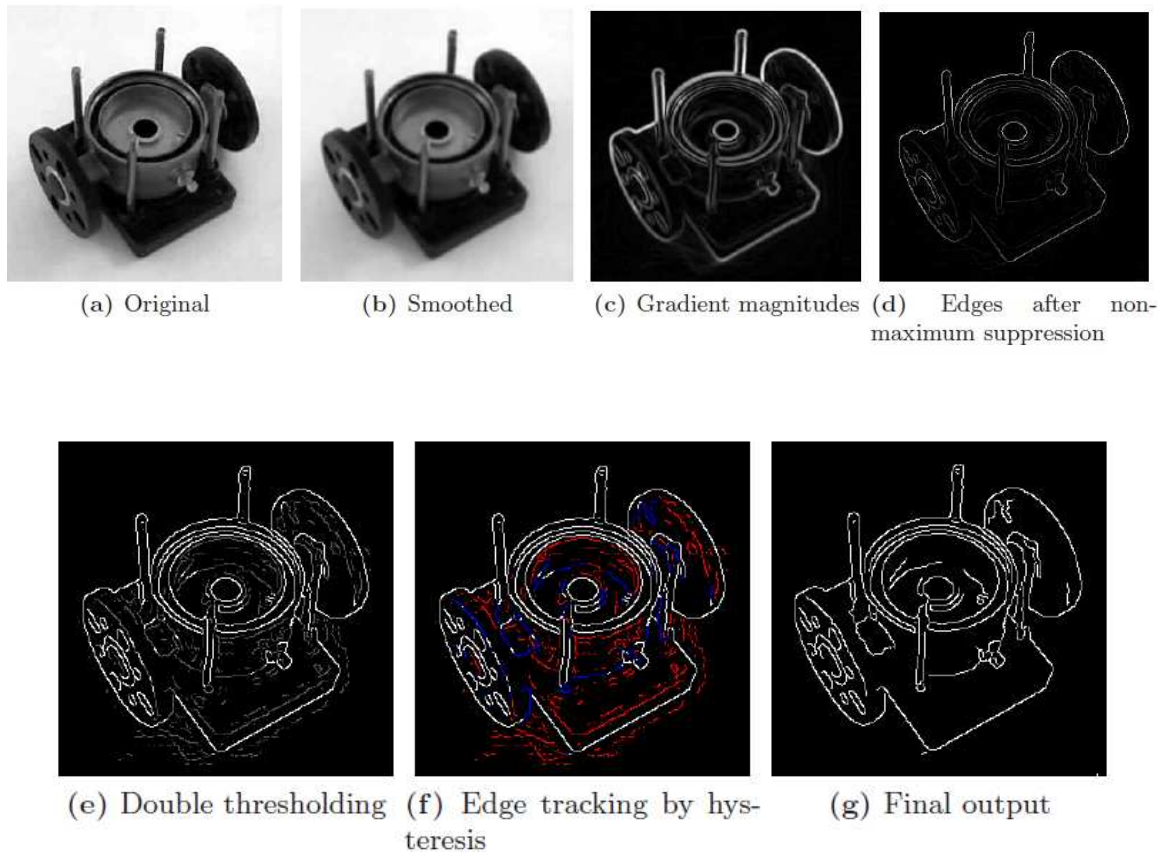 (a) Original
(b) Smoothed
(c) Gradient magnitudes
(d) Edges after non-
maximum suppression
(e) Double thresholding
(f) Edge tracking by hys-
teresis
(g) Final output